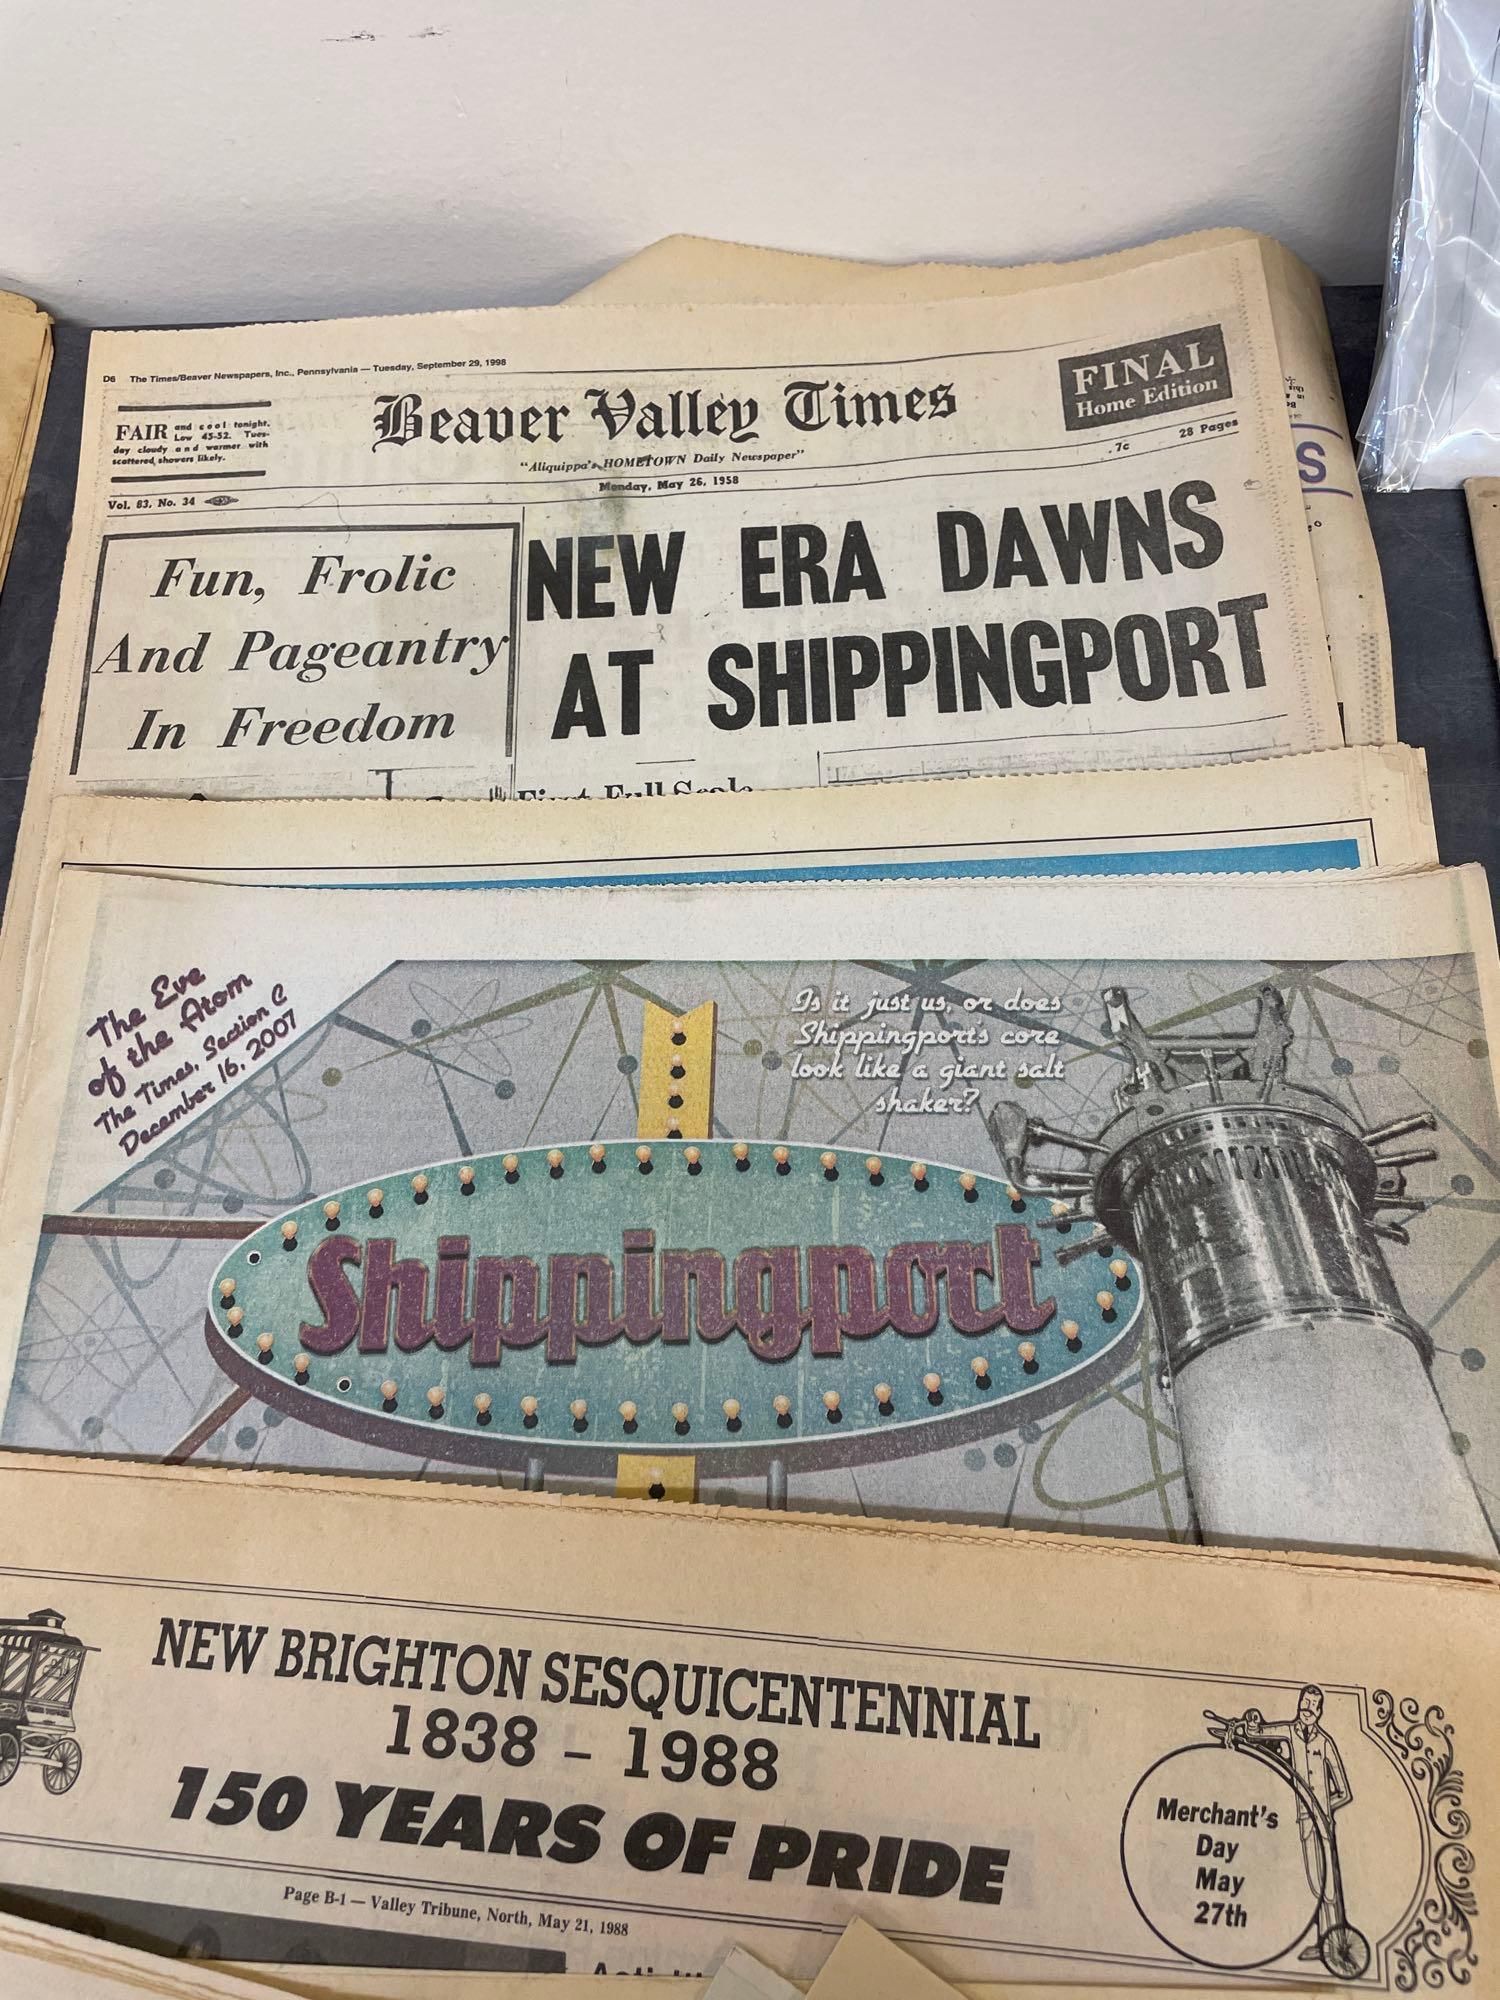 D6 The Times/Beaver Newspapers, Inc., Pennsylvania — Tuesday, September 29, 1998
FAIR and cool tonight.
Low 45-52. Tues-
day cloudy and warmer with
scattered showers likely.
Beaver Valley Times
FINAL
Home Edition
"Aliquippa's HOMETOWN Daily Newspaper"
7c 28 Pages
Vol. 83, No. 34
Monday, May 26, 1958
Fun, Frolic
And Pageantry
In Freedom
NEW ERA DAWNS
AT SHIPPINGPORT
First Full Scale
S
The Eve
of the Atom
The Times, Section C
December 16, 2007
Is it just us, or does
Shippingport's core
look like a giant salt
shaker?
Shippingport
NEW BRIGHTON SESQUICENTENNIAL
1838 - 1988
150 YEARS OF PRIDE
Merchant's
Day
May
27th
Page B-1 — Valley Tribune, North, May 21, 1988